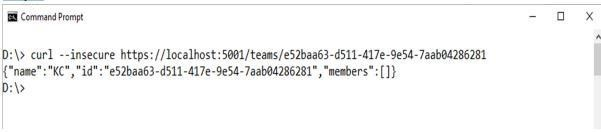 Command Prompt
D:\> curl --insecure https://localhost:5001/teams/e52baa63-d511-417e-9e54-7aab04286281
{"name":"KC","id":"e52baa63-d511-417e-9e54-7aab04286281","members":[]}
D:\>